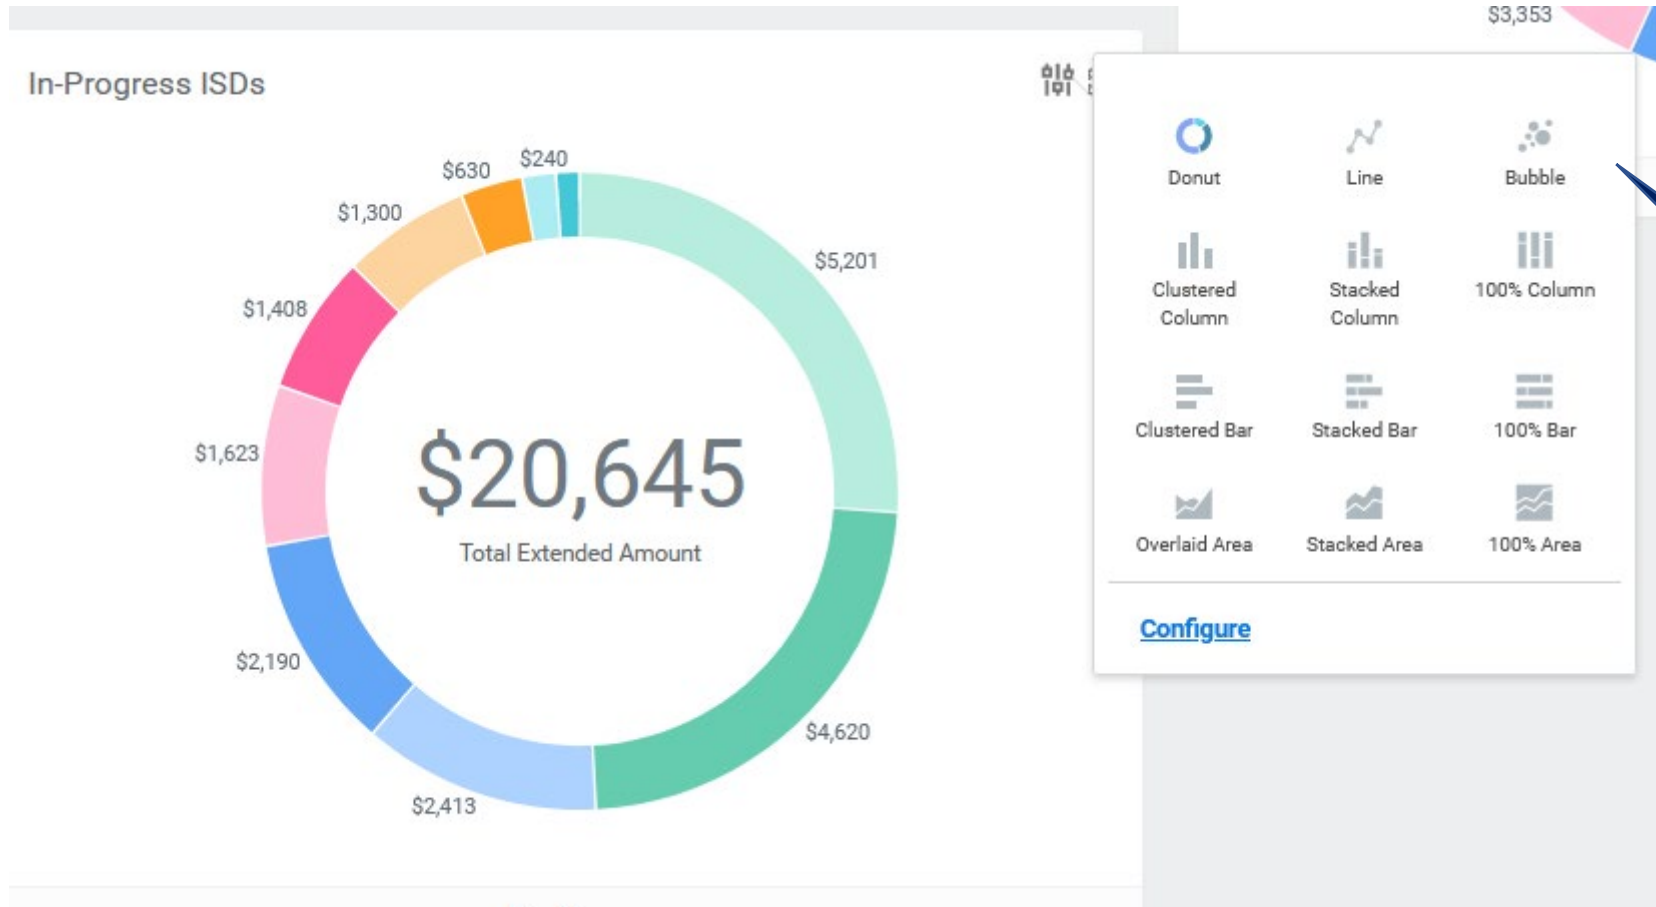 $3,353
In-Progress ISDs
$240
$630
$1,300
$5,201
$1,408
$1,623
$20,645
Total Extended Amount
$2,190
$4,620
$2,413
Donut
Line
Bubble
Clustered
Column
Stacked
Column
100% Column
Clustered Bar
Stacked Bar
100% Bar
Overlaid Area
Stacked Area
100% Area
Configure